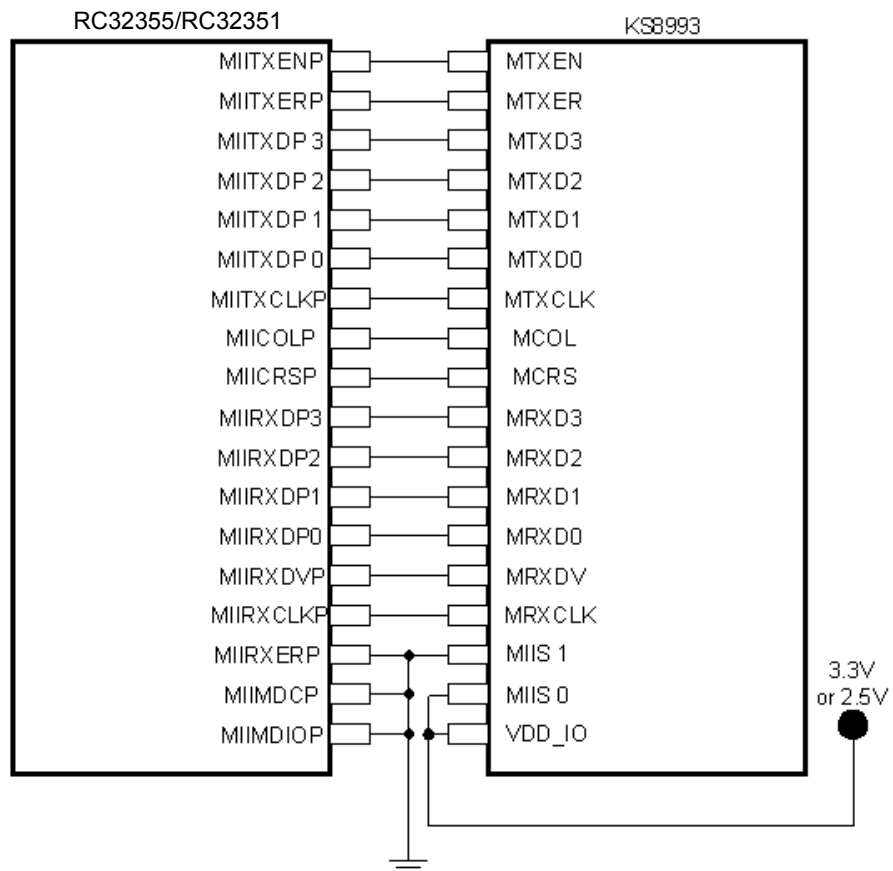 RC32355/RC32351
KS8993
MIITXENP MTXEN
MIITXERP MTXER
MIITXDP3 MTXD3
MIITXDP2 MTXD2
MIITXDP1 MTXD1
MIITXDP0 MTXD0
MIITXCLKP MTXCLK
MIICOLP MCOL
MIICRSP MCRS
MIIRXDP3 MRXD3
MIIRXDP2 MRXD2
MIIRXDP1 MRXD1
MIIRXDP0 MRXD0
MIIRXDVP MRXDV
MIIRXCLKP MRXCLK
MIIRXERP MIIS1
MIIMDCP MIIS0
MIIMDIOP VDD_IO
3.3V
or 2.5V